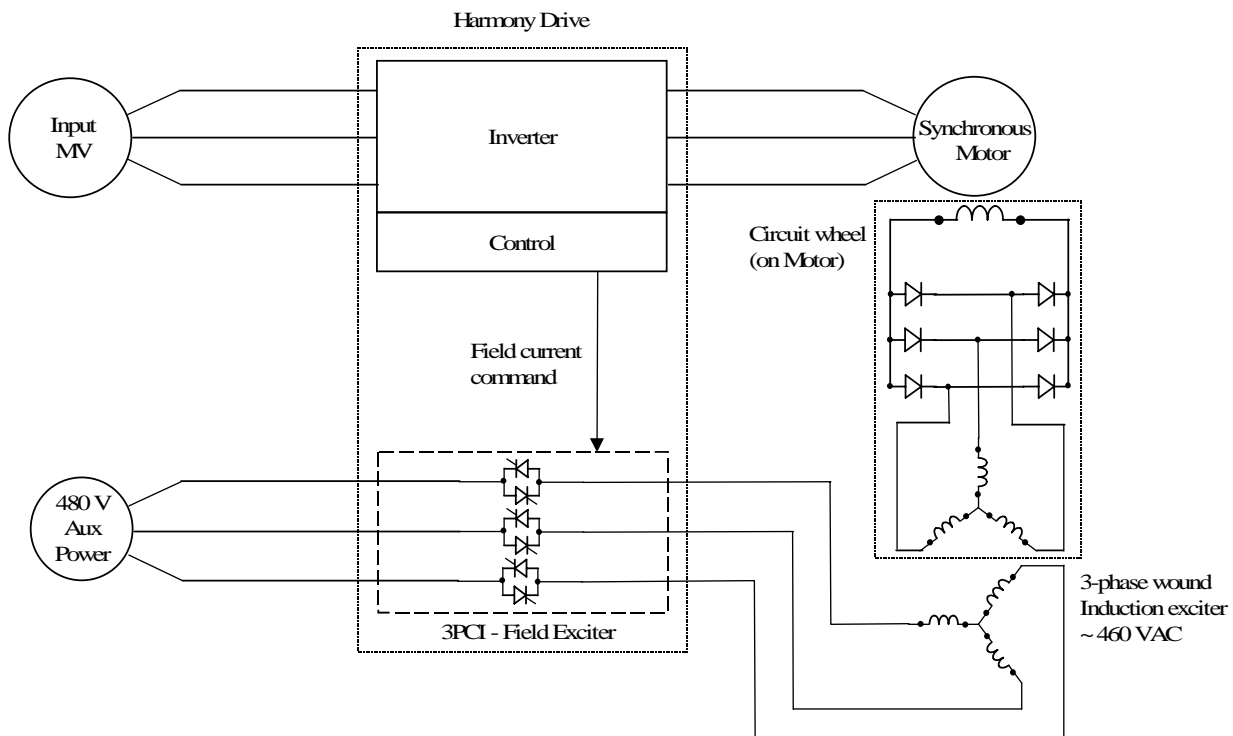 Harmony Drive
Input
MV
Inverter
Synchronous
Motor
Control
Circuit wheel
(on Motor)
Field current
command
480 V
Aux
Power
3PCI - Field Exciter
3-phase wound
Induction exciter
~ 460 VAC